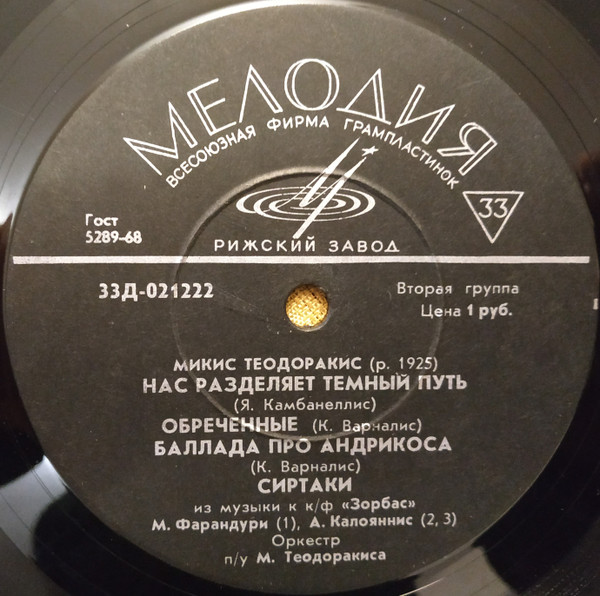 МЕЛОДИЯ
ВСЕСОЮЗНАЯ ФИРМА ГРАМПЛАСТИНОК
33
Гост
5289-68
РИЖСКИЙ ЗАВОД
33Д-021222
Вторая группа
Цена 1 руб.
МИКИС ТЕОДОРАКИС (р. 1925)
НАС РАЗДЕЛЯЕТ ТЕМНЫЙ ПУТЬ
(Я. Камбанеллис)
ОБРЕЧЕННЫЕ (К. Варналис)
БАЛЛАДА ПРО АНДРИКОСА
(К. Варналис)
СИРТАКИ
из музыки к к/ф «Зорбас»
М. Фарандури (1), А. Калояннис (2, 3)
Оркестр
п/у М. Теодоракиса